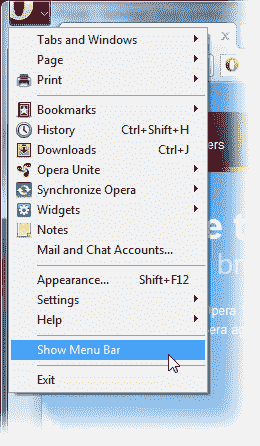 Tabs and Windows
Page
Print
Bookmarks
History Ctrl+Shift+H
Downloads Ctrl+J
Opera Unite
Synchronize Opera
Widgets
Notes
Mail and Chat Accounts...
Appearance... Shift+F12
Settings
Help
Show Menu Bar
Exit